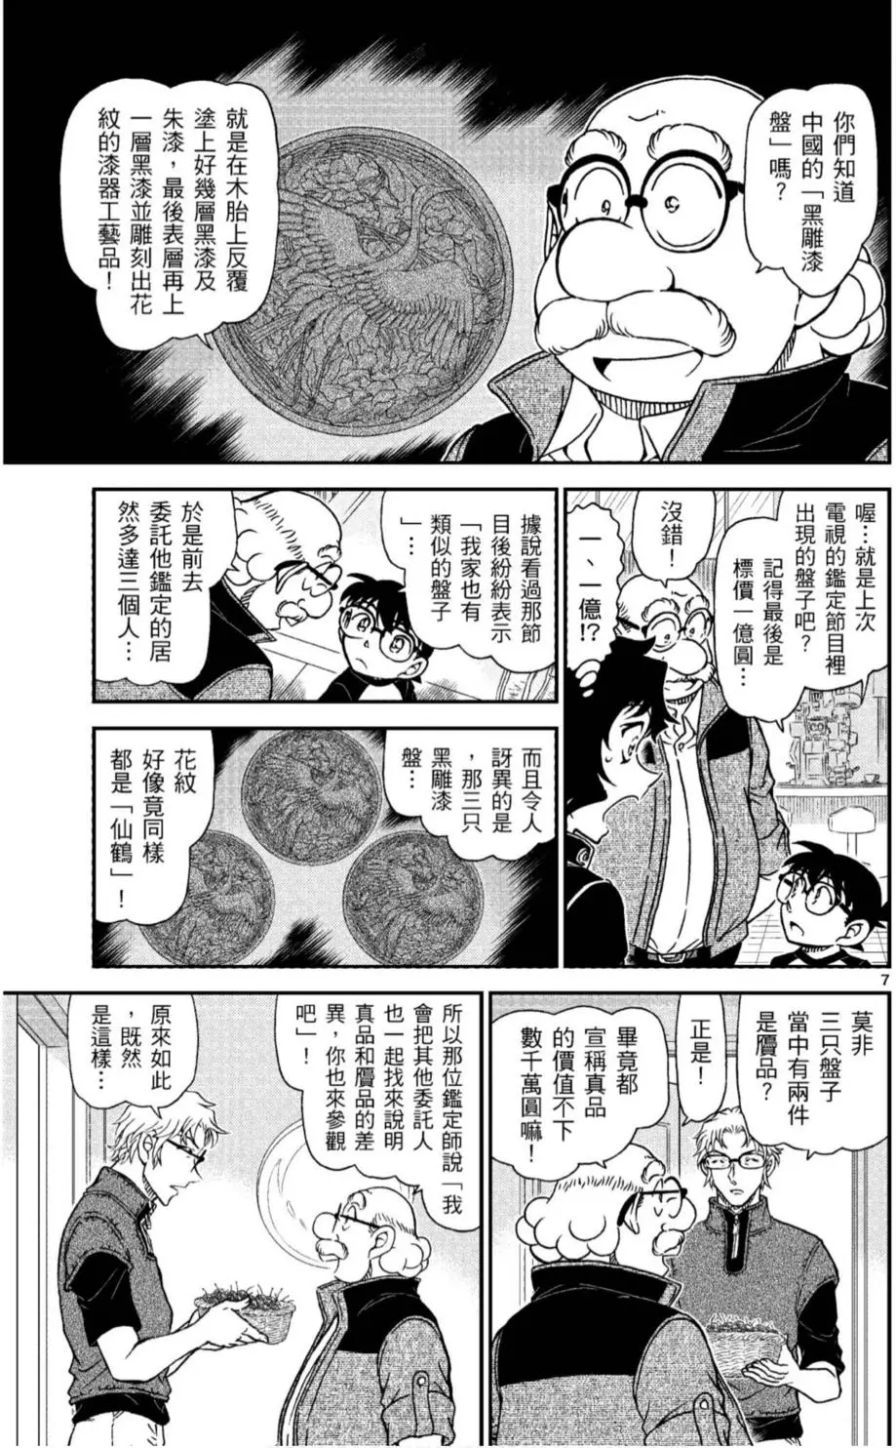 你們知道
中國的「黑雕漆
盤」嗎？
就是在木胎上反覆
塗上好幾層黑漆及
朱漆，最後表層再上
一層黑漆並雕刻出花
紋的漆器工藝品！
喔…就是上次
電視的鑑定節目裡
出現的盤子吧？
記得最後是
標價一億圓…
沒錯！
一、一億!?
據說看過那節
目後紛紛表示
「我家也有
類似的盤子
」…
於是前去
委託他鑑定的居
然多達三個人…
而且令人
訝異的是
，那三只
黑雕漆
盤…
花紋
好像竟同樣
都是「仙鶴」！
7
莫非
三只盤子
當中有兩件
是贗品？
正是！
畢竟都
宣稱真品
的價值不下
數千萬圓嘛！
所以那位鑑定師說「我
會把其他委託人
也一起找來說明
真品和贗品的差
異，你也來參觀
吧」！
原來如此
，既然
是這樣…